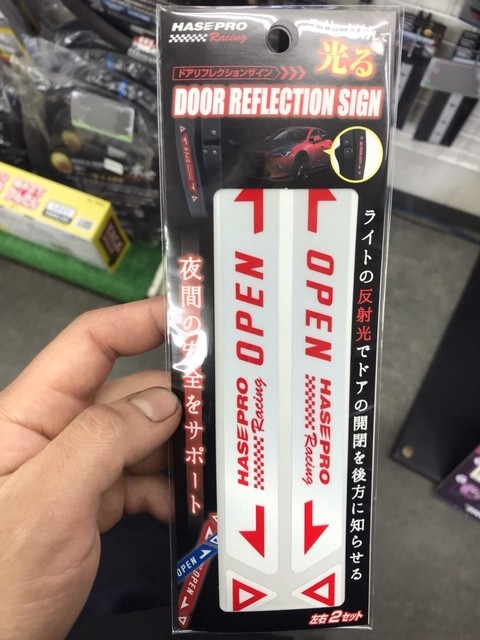 HASEPRO
Racing
光る
ドアリフレクションサイン
DOOR REFLECTION SIGN
ライトの反射光でドアの開閉を後方に知らせる
夜間の安全をサポート
OPEN
HASEPRO
Racing
OPEN
HASEPRO
Racing
OPEN
OPEN
左右2セット